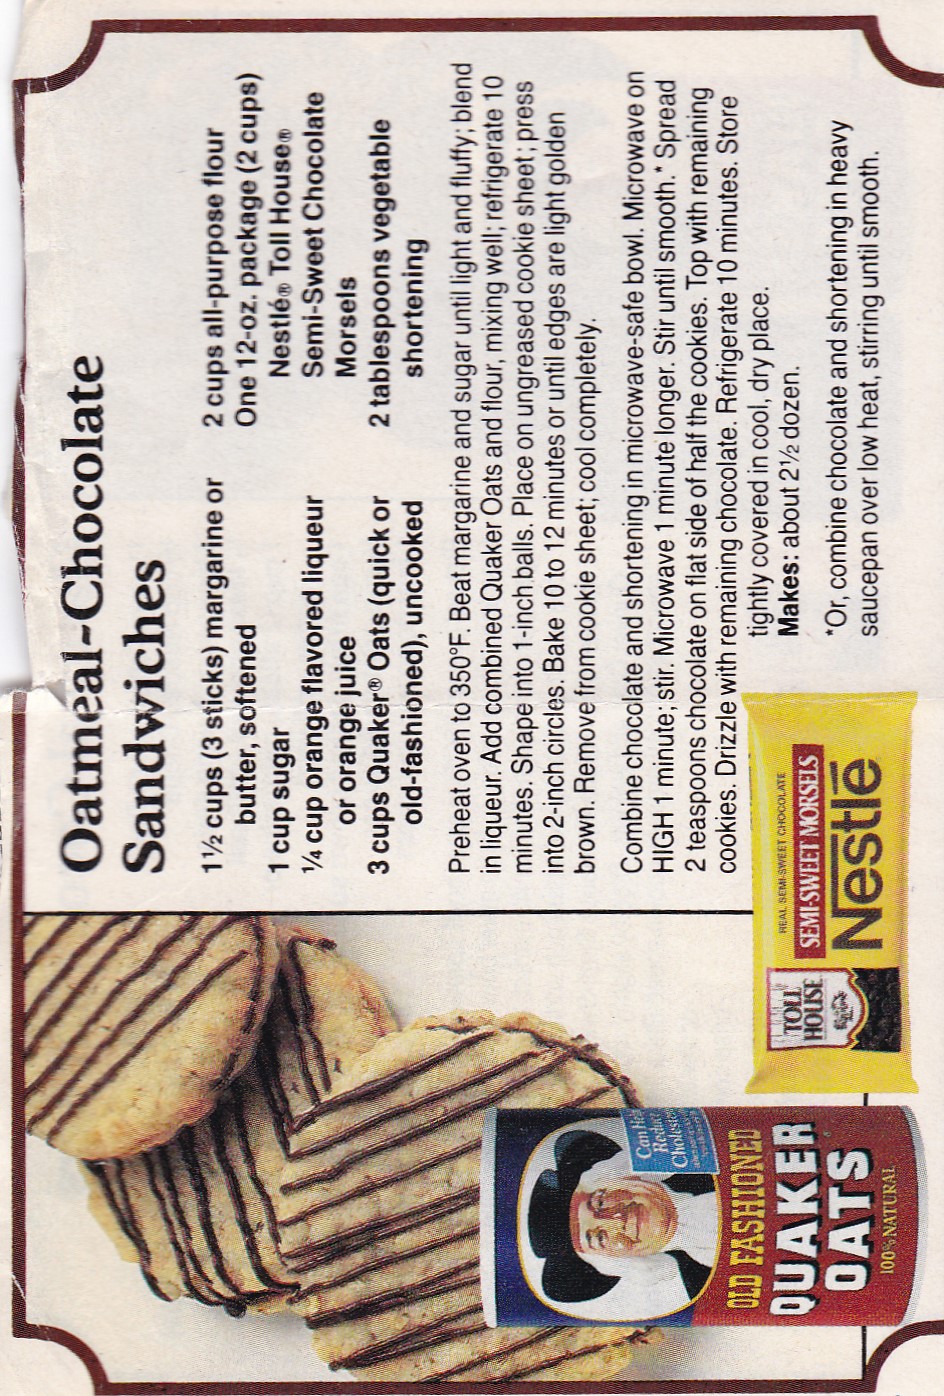 Oatmeal-Chocolate
Sandwiches
1½ cups (3 sticks) margarine or
butter, softened
1 cup sugar
¼ cup orange flavored liqueur
or orange juice
3 cups Quaker® Oats (quick or
old-fashioned), uncooked
2 cups all-purpose flour
One 12-oz. package (2 cups)
Nestlé® Toll House®
Semi-Sweet Chocolate
Morsels
2 tablespoons vegetable
shortening
Preheat oven to 350°F. Beat margarine and sugar until light and fluffy; blend
in liqueur. Add combined Quaker Oats and flour, mixing well; refrigerate 10
minutes. Shape into 1-inch balls. Place on ungreased cookie sheet; press
into 2-inch circles. Bake 10 to 12 minutes or until edges are light golden
brown. Remove from cookie sheet; cool completely.
Combine chocolate and shortening in microwave-safe bowl. Microwave on
HIGH 1 minute; stir. Microwave 1 minute longer. Stir until smooth.* Spread
2 teaspoons chocolate on flat side of half the cookies. Top with remaining
cookies. Drizzle with remaining chocolate. Refrigerate 10 minutes. Store
tightly covered in cool, dry place.
Makes: about 2½ dozen.
*Or, combine chocolate and shortening in heavy
saucepan over low heat, stirring until smooth.
TOLL
HOUSE
REAL SEMI-SWEET CHOCOLATE
SEMI-SWEET MORSELS
Nestlé
Can Help
Reduce
Cholesterol
OLD FASHIONED
QUAKER
OATS
100% NATURAL